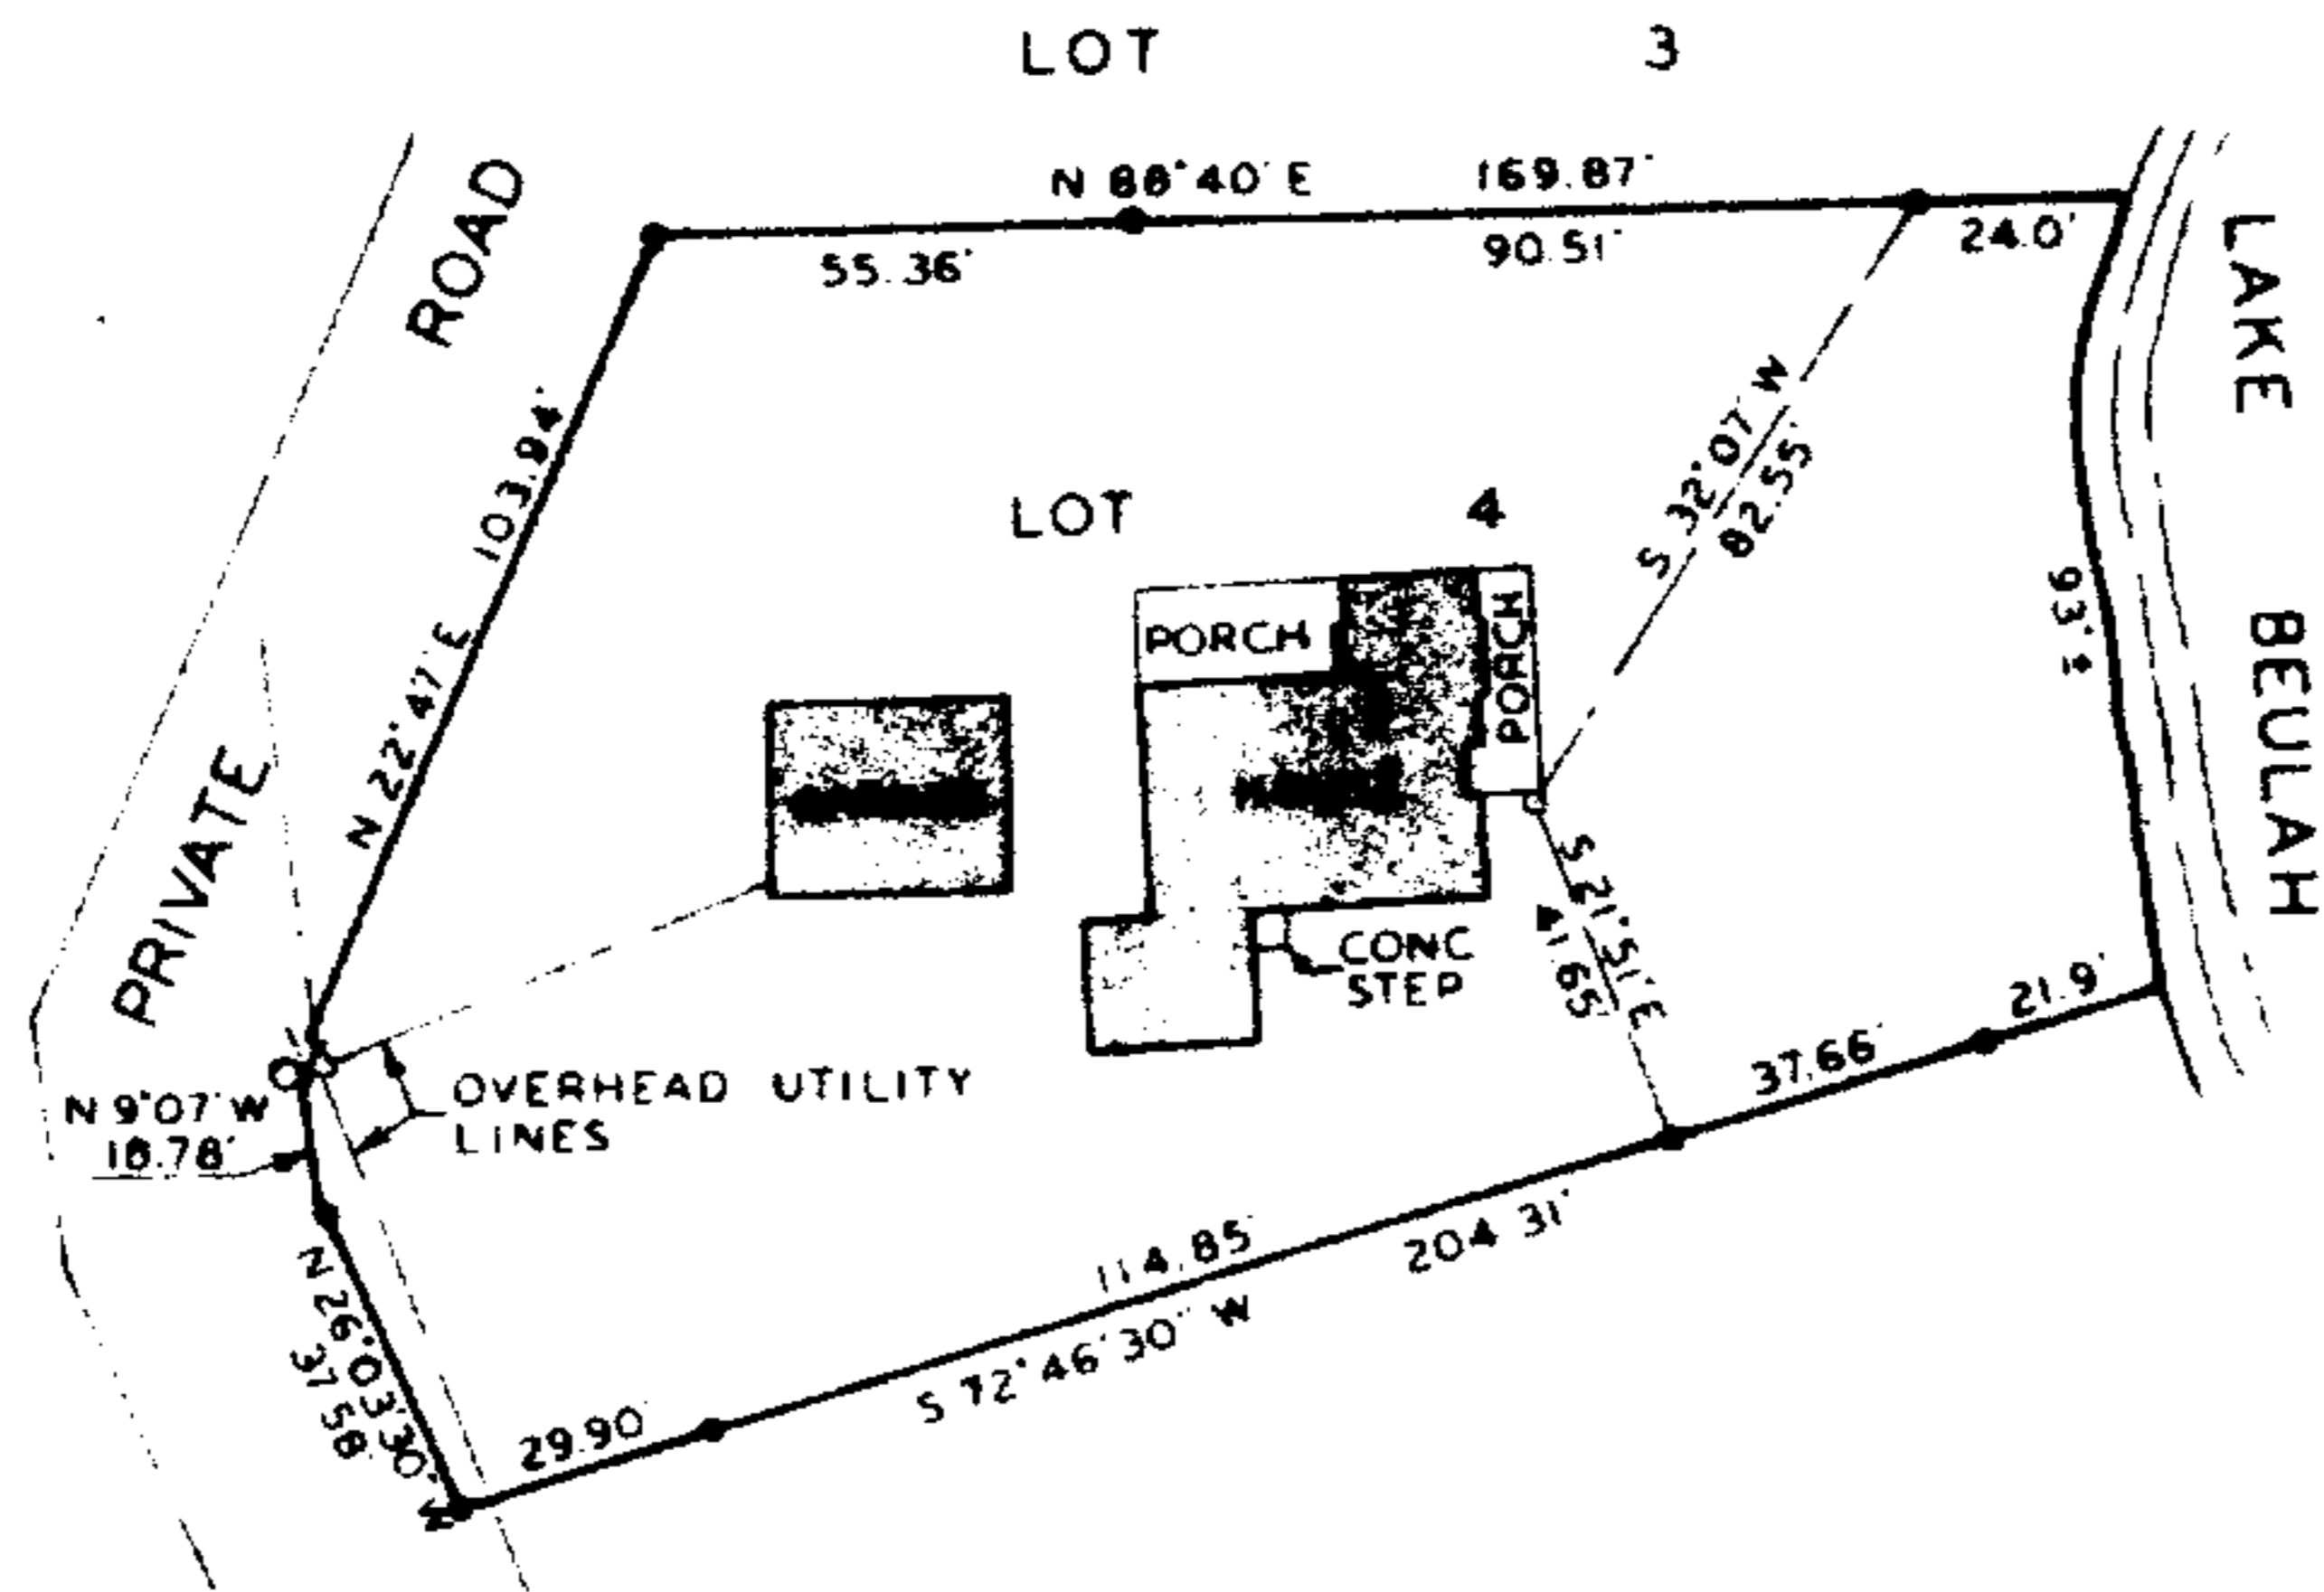 LOT 3
N 88°40' E 169.87'
55.36' 90.51' 24.0'
PRIVATE ROAD
N 22°47' E 103.94'
S 32°07' W
82.55'
LAKE BEULAH
LOT 4
PORCH
PORCH
93'±
S 21°51' E
41.65'
CONC
STEP
21.9'
37.66'
OVERHEAD UTILITY
LINES
N 9°07' W
18.78'
114.85'
204.31'
S 72°46'30" W
29.90'
N 26°03'30" W
37.58'